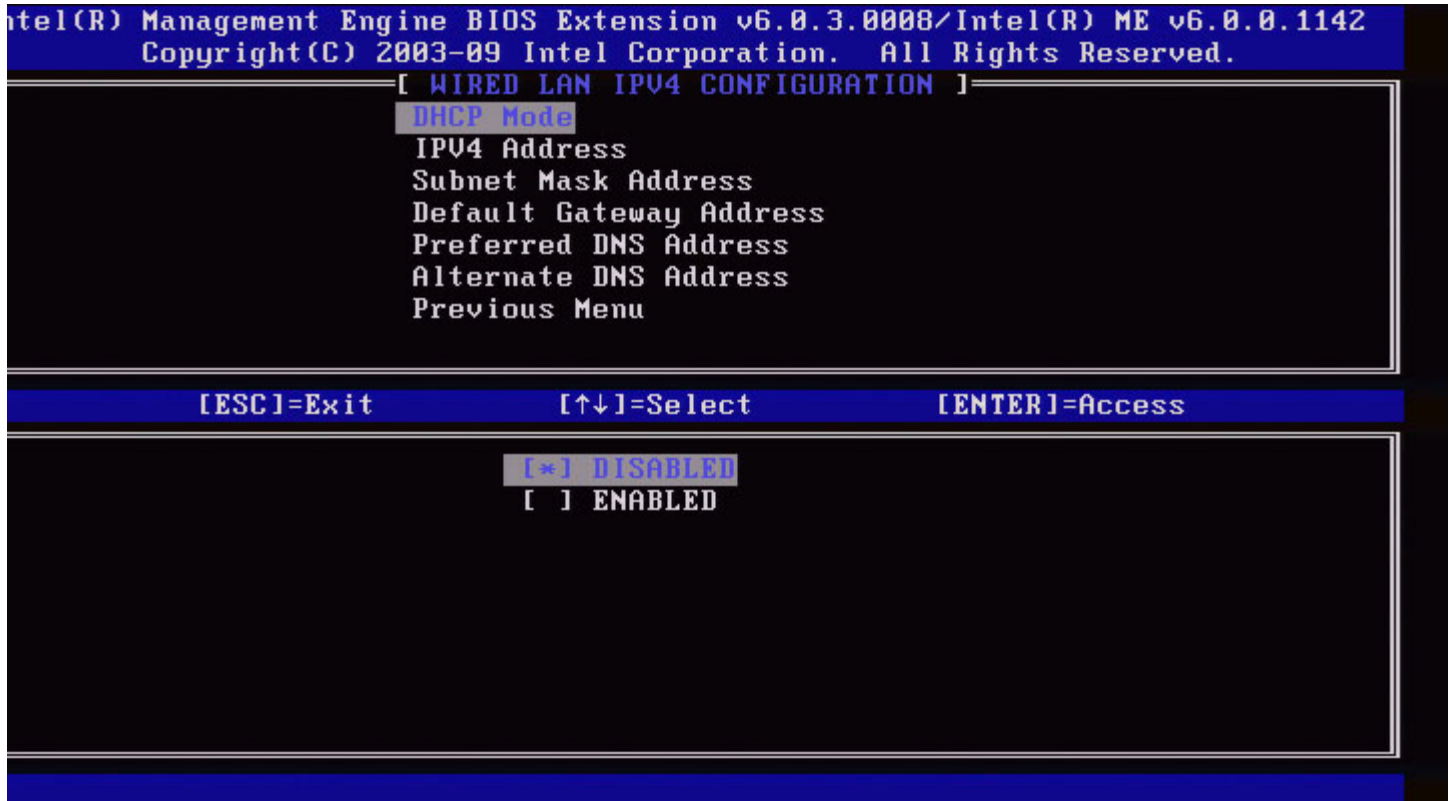 ntel(R) Management Engine BIOS Extension v6.0.3.0008/Intel(R) ME v6.0.0.1142
Copyright(C) 2003-09 Intel Corporation. All Rights Reserved.
[ WIRED LAN IPV4 CONFIGURATION ]
DHCP Mode
IPV4 Address
Subnet Mask Address
Default Gateway Address
Preferred DNS Address
Alternate DNS Address
Previous Menu
[ESC]=Exit [↑↓]=Select [ENTER]=Access
[*] DISABLED
[ ] ENABLED